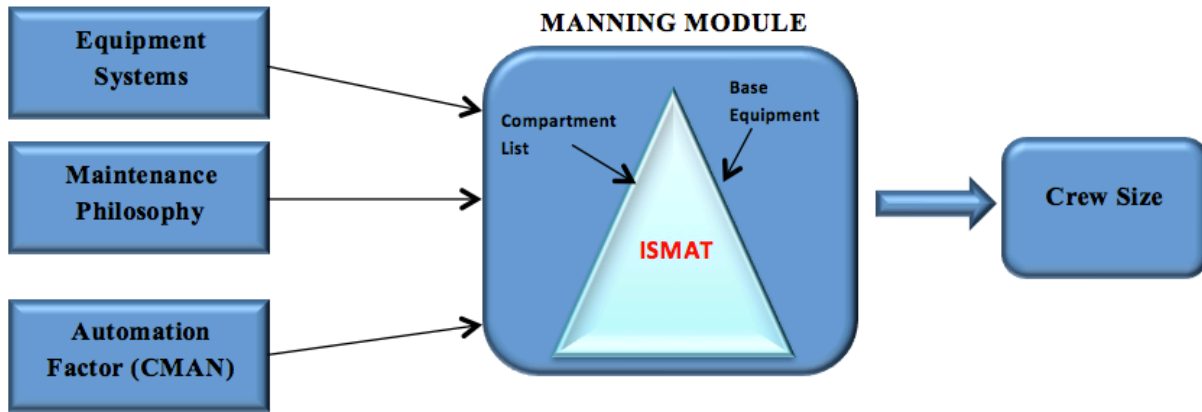 MANNING MODULE
Equipment
Systems
Maintenance
Philosophy
Automation
Factor (CMAN)
Compartment
List
Base
Equipment
ISMAT
Crew Size